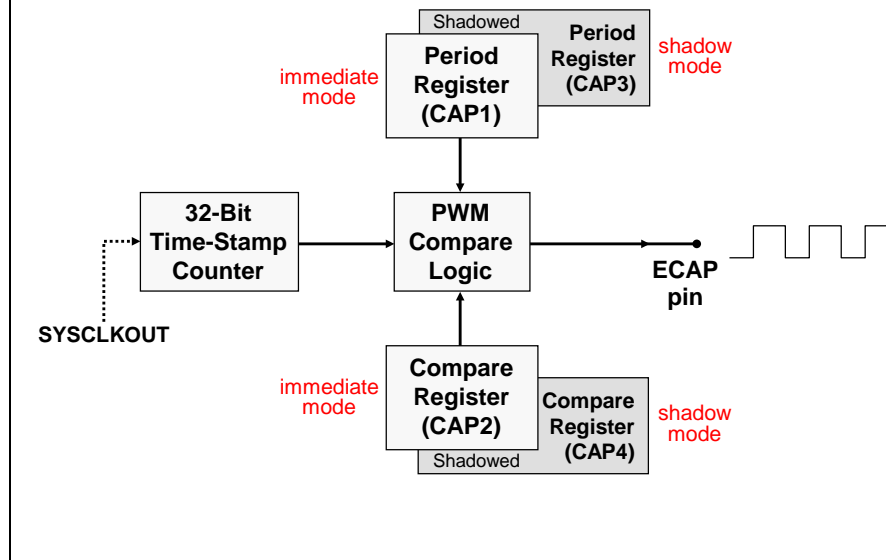 Shadowed
Period
Register
(CAP3)
shadow
mode
immediate
mode
Period
Register
(CAP1)
32-Bit
Time-Stamp
Counter
PWM
Compare
Logic
ECAP
pin
SYSCLKOUT
immediate
mode
Compare
Register
(CAP2)
Compare
Register
(CAP4)
shadow
mode
Shadowed